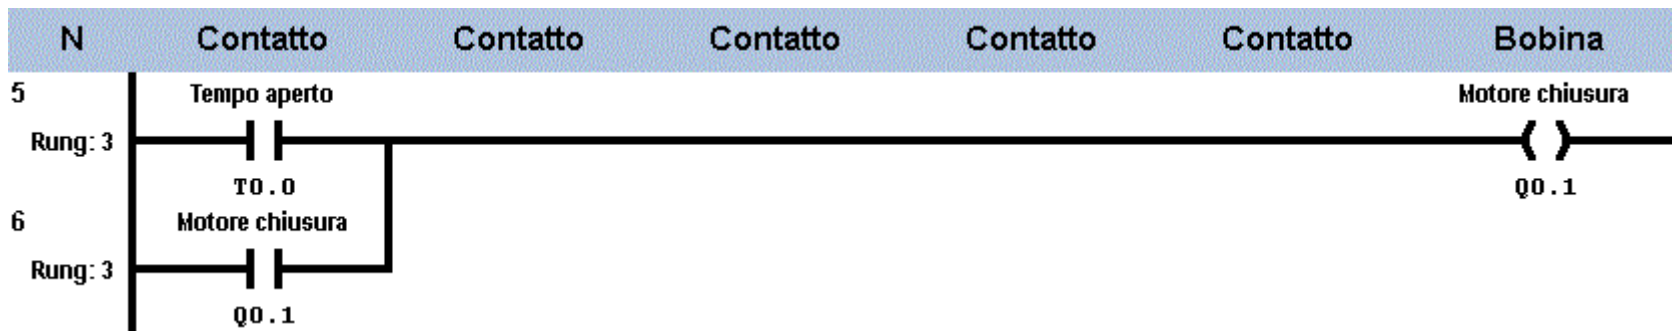 N Contatto Contatto Contatto Contatto Contatto Bobina
5 Tempo aperto Motore chiusura
Rung: 3
T0.0 Q0.1
6 Motore chiusura
Rung: 3
Q0.1